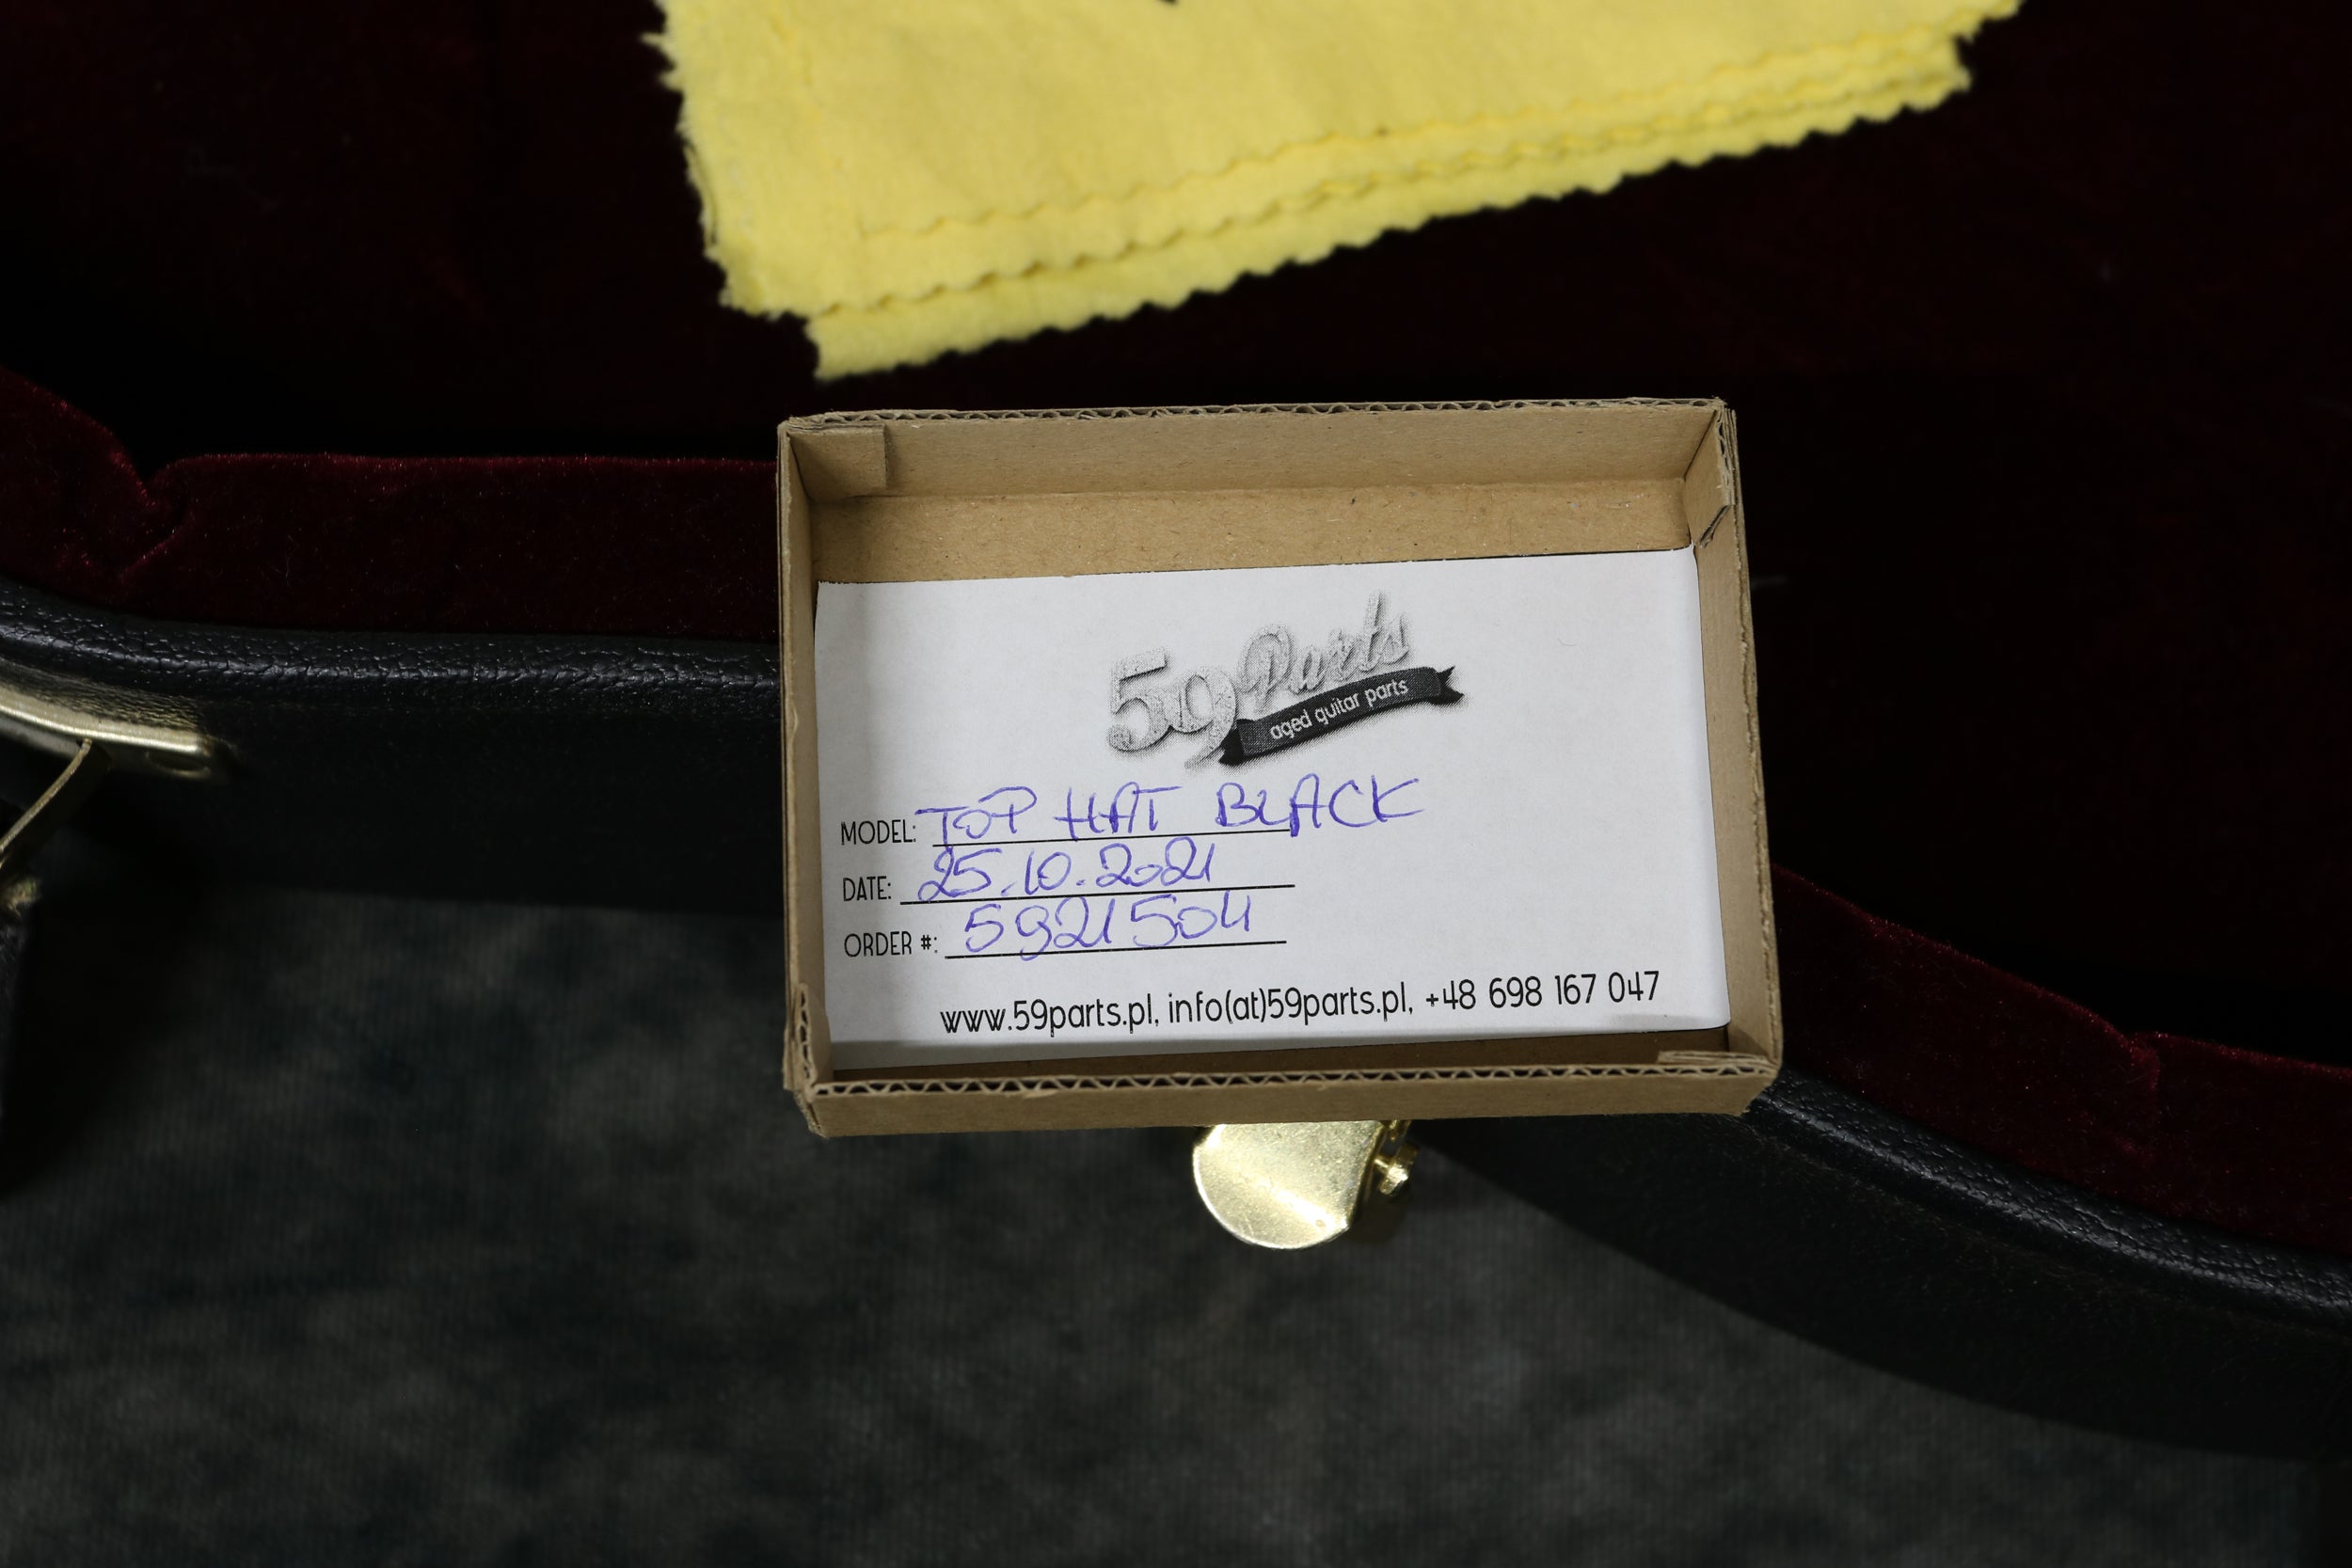 59 Parts
aged guitar parts
MODEL: TOP HAT BLACK
DATE: 25.10.2021
ORDER #: 5921504
www.59parts.pl, info(at)59parts.pl, +48 698 167 047